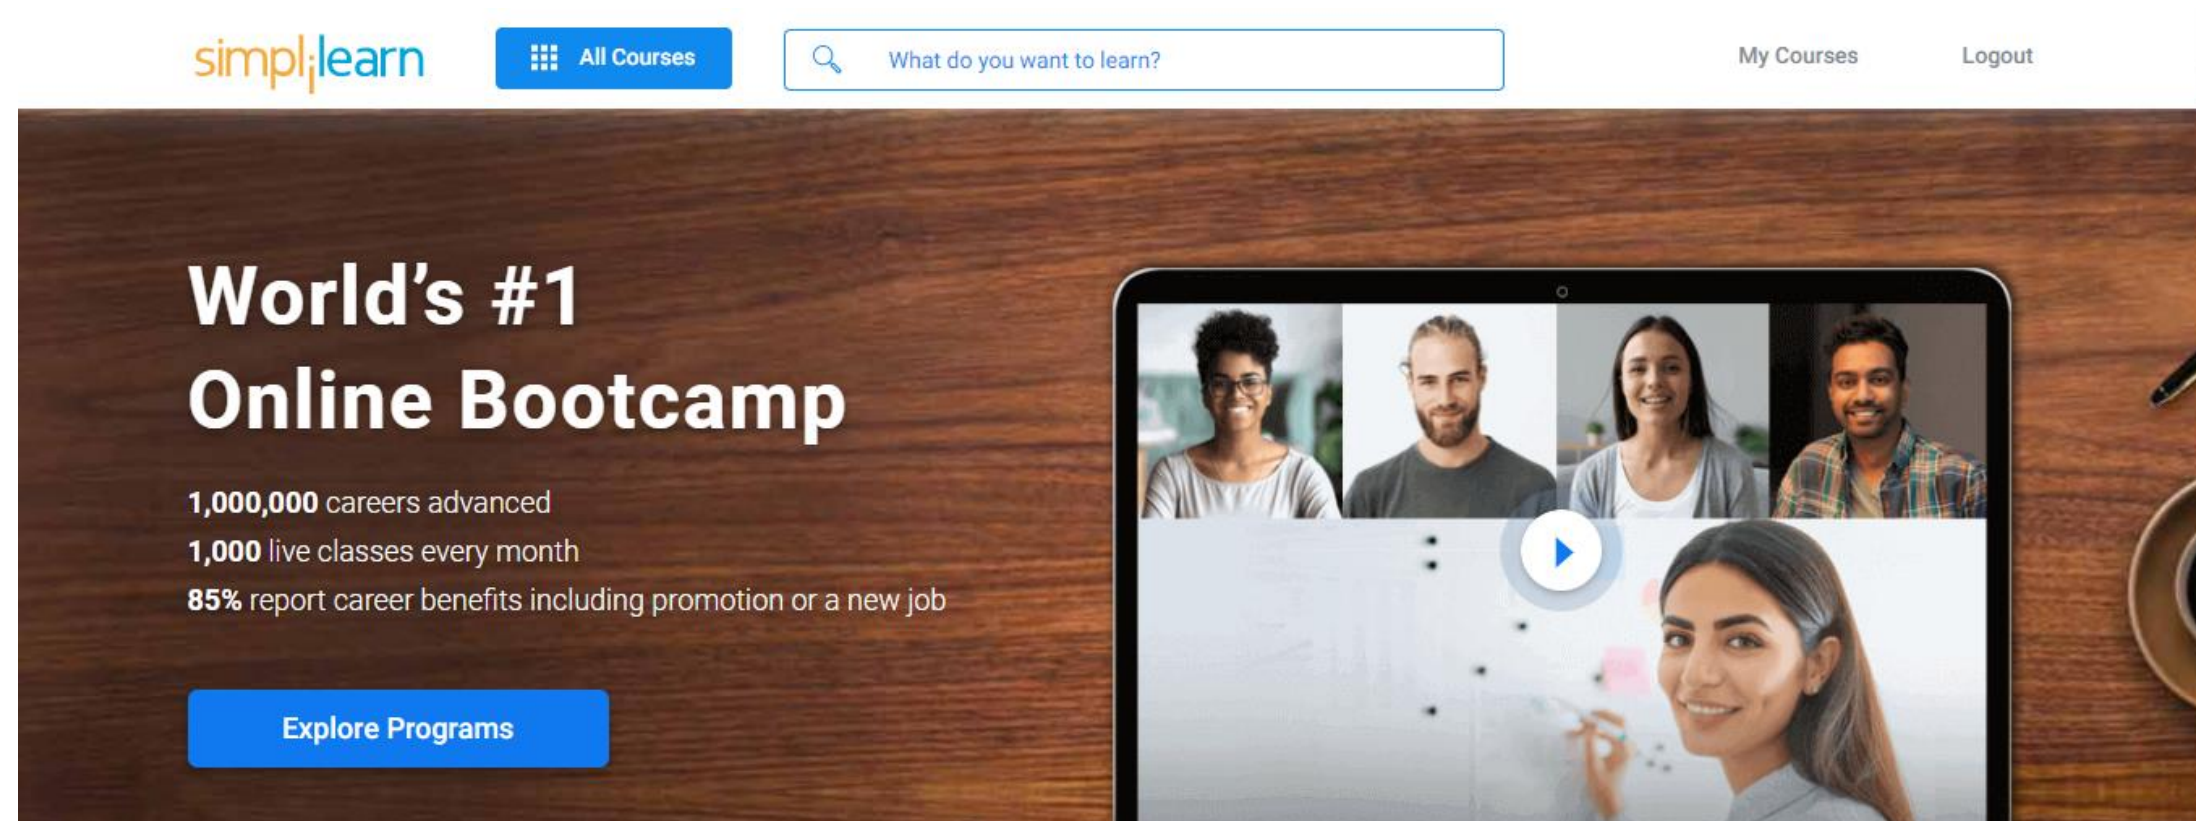 simplilearn
All Courses
What do you want to learn?
My Courses
Logout
World's #1
Online Bootcamp
1,000,000 careers advanced
1,000 live classes every month
85% report career benefits including promotion or a new job
Explore Programs